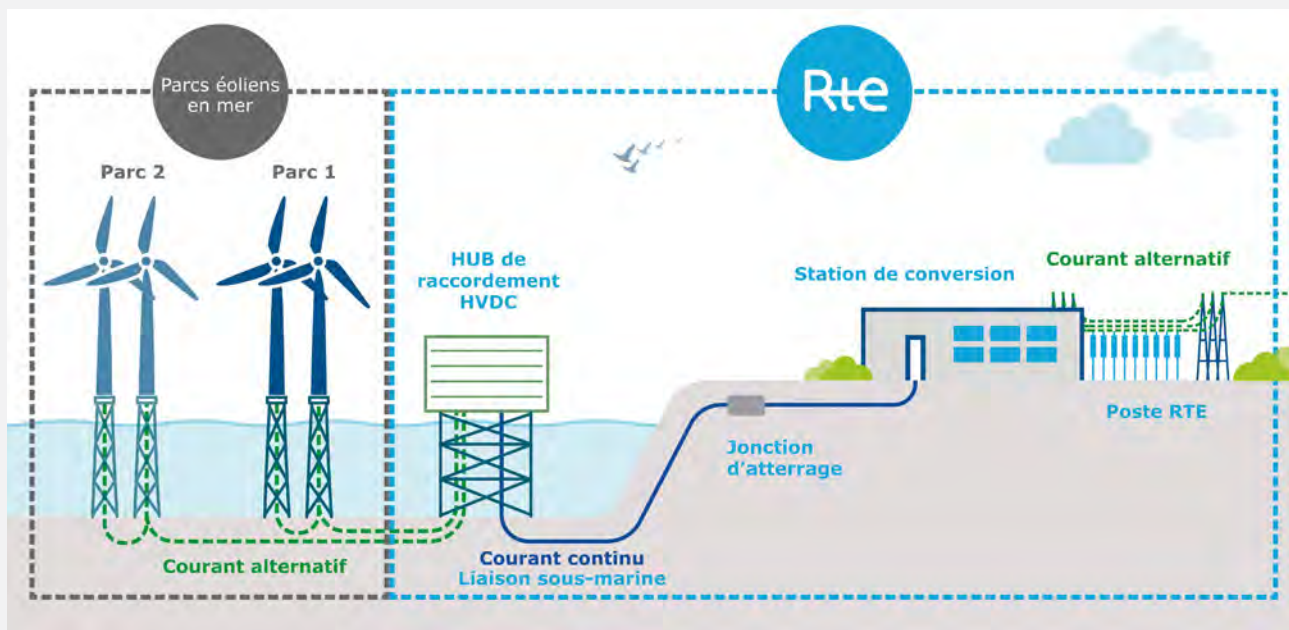 Parcs éoliens
en mer
Rte
Parc 2
Parc 1
HUB de
raccordement
HVDC
Station de conversion
Courant alternatif
Jonction
d'atterrage
Poste RTE
Courant alternatif
Courant continu
Liaison sous-marine